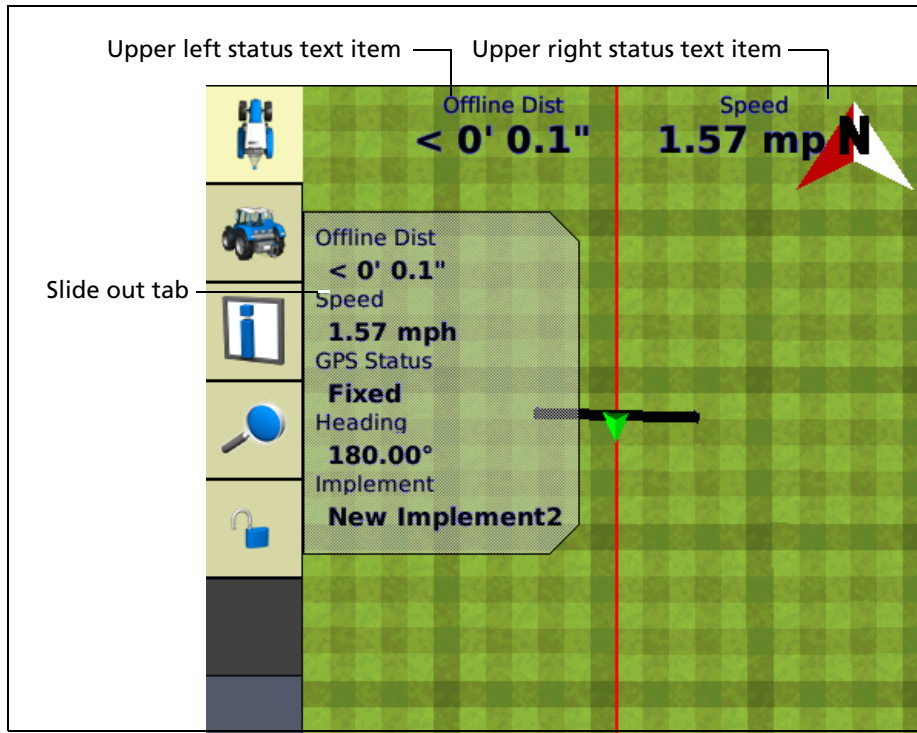 Upper left status text item
Upper right status text item
Offline Dist
< 0' 0.1"
Speed
1.57 mp
N
Slide out tab
Offline Dist
< 0' 0.1"
Speed
1.57 mph
GPS Status
Fixed
Heading
180.00°
Implement
New Implement2